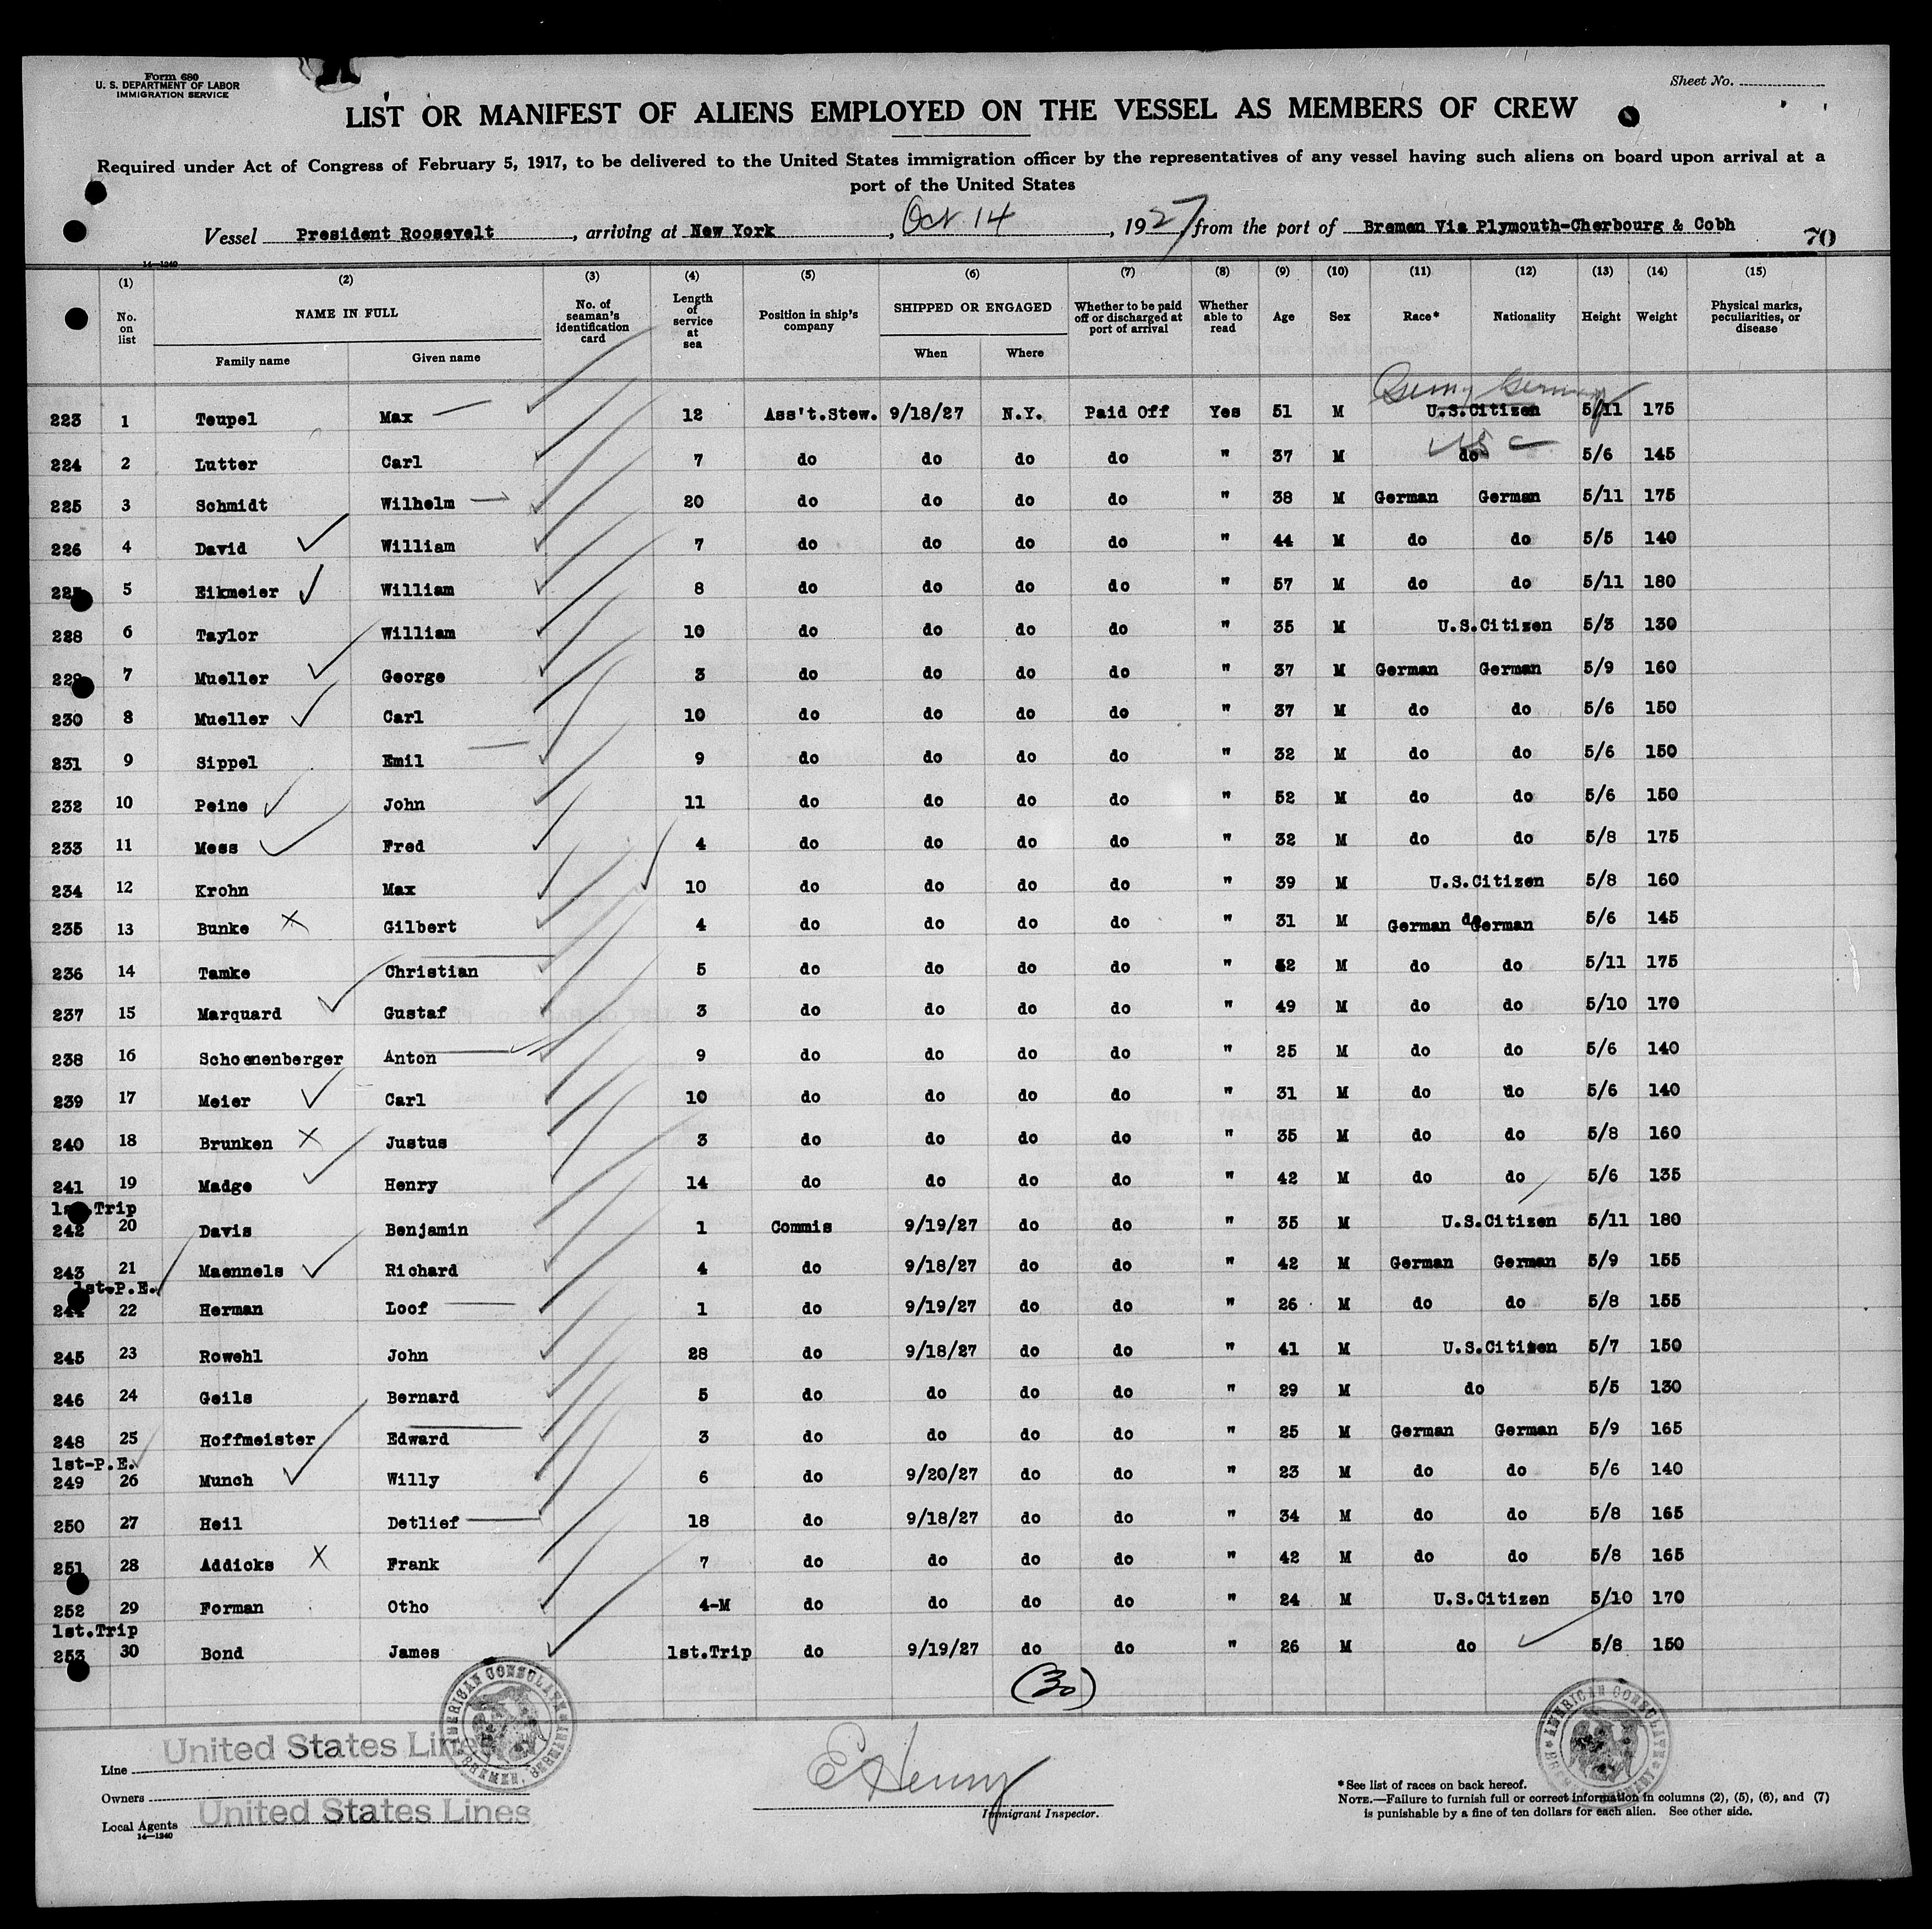 Form 680
U. S. DEPARTMENT OF LABOR
IMMIGRATION SERVICE
Sheet No.
LIST OR MANIFEST OF ALIENS EMPLOYED ON THE VESSEL AS MEMBERS OF CREW
Required under Act of Congress of February 5, 1917, to be delivered to the United States immigration officer by the representatives of any vessel having such aliens on board upon arrival at a
port of the United States
Vessel President Roosevelt, arriving at New York, Oct 14, 1927 from the port of Bremen Via Plymouth-Cherbourg & Cobh
70
14—1240
(1) (2) (3) (4) (5) (6) (7) (8) (9) (10) (11) (12) (13) (14) (15)
No. on list NAME IN FULL Family name Given name No. of seaman's identification card Length of service at sea Position in ship's company SHIPPED OR ENGAGED When Where Whether to be paid off or discharged at port of arrival Whether able to read Age Sex Race* Nationality Height Weight Physical marks, peculiarities, or disease
Germ Germany
223 1 Teupel Max 12 Ass't.Stew. 9/18/27 N.Y. Paid Off Yes 51 M U.S.Citizen 5/11 175
USC
224 2 Lutter Carl 7 do do do do " 37 M do 5/6 145
225 3 Schmidt Wilhelm 20 do do do do " 38 M German German 5/11 175
226 4 David William 7 do do do do " 44 M do do 5/5 140
227 5 Eikmeier William 8 do do do do " 57 M do do 5/11 180
228 6 Taylor William 10 do do do do " 35 M U.S.Citizen 5/3 130
229 7 Mueller George 3 do do do do " 37 M German German 5/9 160
230 8 Mueller Carl 10 do do do do " 37 M do do 5/6 150
231 9 Sippel Emil 9 do do do do " 32 M do do 5/6 150
232 10 Peine John 11 do do do do " 52 M do do 5/6 150
233 11 Mess Fred 4 do do do do " 32 M do do 5/8 175
234 12 Krohn Max 10 do do do do " 39 M U.S.Citizen 5/8 160
235 13 Bunke Gilbert 4 do do do do " 31 M German do German 5/6 145
236 14 Tamke Christian 5 do do do do " 42 M do do 5/11 175
237 15 Marquard Gustaf 3 do do do do " 49 M do do 5/10 170
238 16 Schoenenberger Anton 9 do do do do " 25 M do do 5/6 140
239 17 Meier Carl 10 do do do do " 31 M do do 5/6 140
240 18 Brunken Justus 3 do do do do " 35 M do do 5/8 160
241 19 Madge Henry 14 do do do do " 42 M do do 5/6 135
1st.Trip
242 20 Davis Benjamin 1 Commis 9/19/27 do do " 35 M U.S.Citizen 5/11 180
243 21 Maennels Richard 4 do 9/18/27 do do " 42 M German German 5/9 155
1st-P.E.
244 22 Herman Loof 1 do 9/19/27 do do " 26 M do do 5/8 155
245 23 Rowehl John 28 do 9/18/27 do do " 41 M U.S.Citizen 5/7 150
246 24 Geils Bernard 5 do do do do " 29 M do 5/5 130
248 25 Hoffmeister Edward 3 do do do do " 25 M German German 5/9 165
1st-P.E.
249 26 Munch Willy 6 do 9/20/27 do do " 23 M do do 5/6 140
250 27 Heil Detlief 18 do 9/18/27 do do " 34 M do do 5/8 165
251 28 Addicks Frank 7 do do do do " 42 M do do 5/8 165
252 29 Forman Otho 4-M do do do do " 24 M U.S.Citizen 5/10 170
1st.Trip
253 30 Bond James 1st.Trip do 9/19/27 do do " 26 M do 5/8 150
(30)
AMERICAN CONSULATE BREMEN, GERMANY
AMERICAN CONSULATE BREMEN, GERMANY
Line United States Lines
Owners
Local Agents United States Lines
14—1240
E Henny
Immigrant Inspector.
*See list of races on back hereof.
NOTE.—Failure to furnish full or correct information in columns (2), (5), (6), and (7)
is punishable by a fine of ten dollars for each alien. See other side.